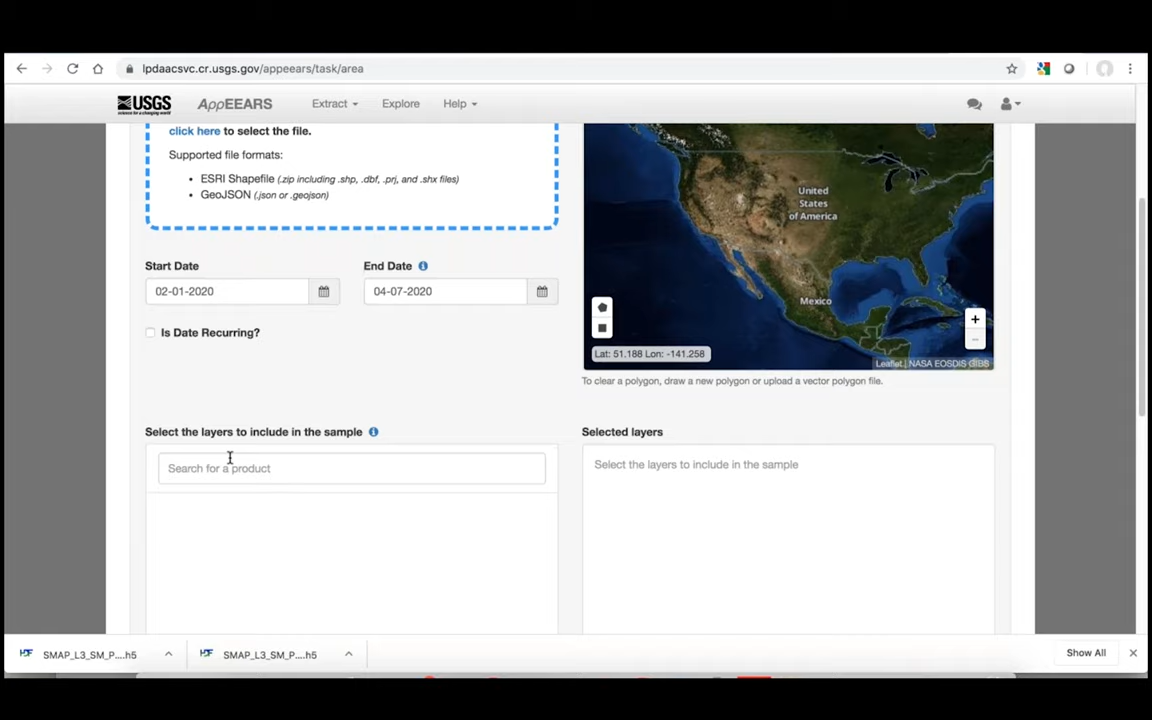 lpdaacsvc.cr.usgs.gov/appeears/task/area
USGS
science for a changing world
AppEEARS
Extract
Explore
Help
click here to select the file.
Supported file formats:
• ESRI Shapefile (.zip including .shp, .dbf, .prj, and .shx files)
• GeoJSON (.json or .geojson)
United
States
of America
Mexico
+
−
Lat: 51.188 Lon: -141.258
Leaflet | NASA EOSDIS GIBS
To clear a polygon, draw a new polygon or upload a vector polygon file.
Start Date
End Date
02-01-2020
04-07-2020
Is Date Recurring?
Select the layers to include in the sample
Selected layers
Search for a product
Select the layers to include in the sample
SMAP_L3_SM_P....h5
SMAP_L3_SM_P....h5
Show All